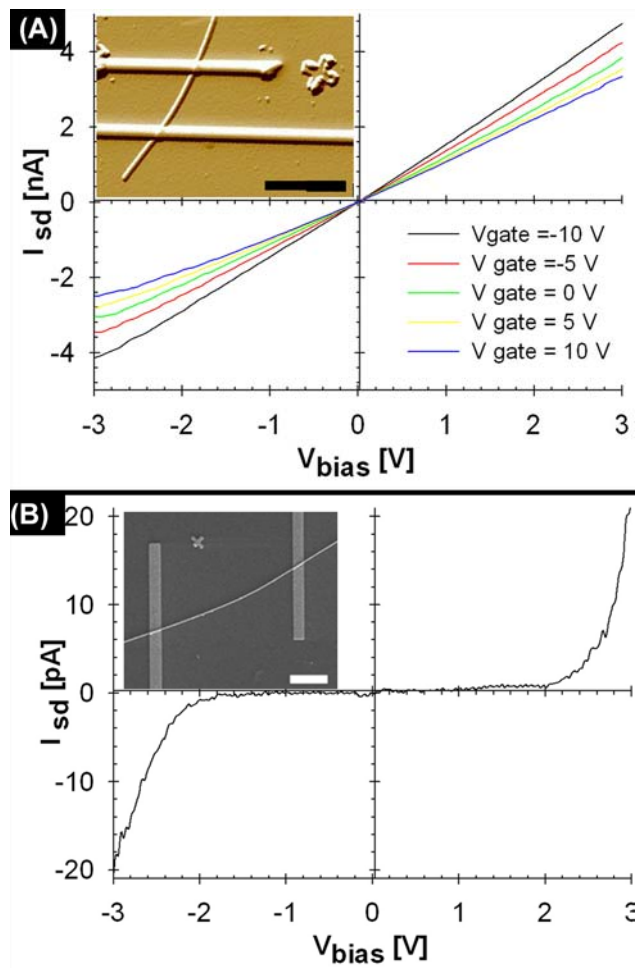 (A)
4
2
0
-2
-4
I sd [nA]
Vgate =-10 V
V gate =-5 V
V gate = 0 V
V gate = 5 V
V gate = 10 V
-3 -2 -1 0 1 2 3
Vbias [V]
(B)
20
10
0
-10
-20
I sd [pA]
-3 -2 -1 0 1 2 3
Vbias [V]